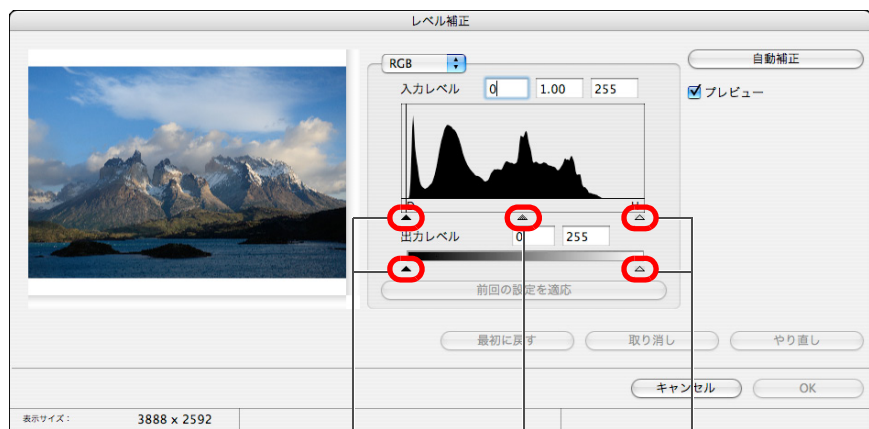 レベル補正
RGB
自動補正
入力レベル 0 1.00 255
プレビュー
出力レベル 0 255
前回の設定を適応
最初に戻す 取り消し やり直し
キャンセル OK
表示サイズ： 3888 x 2592